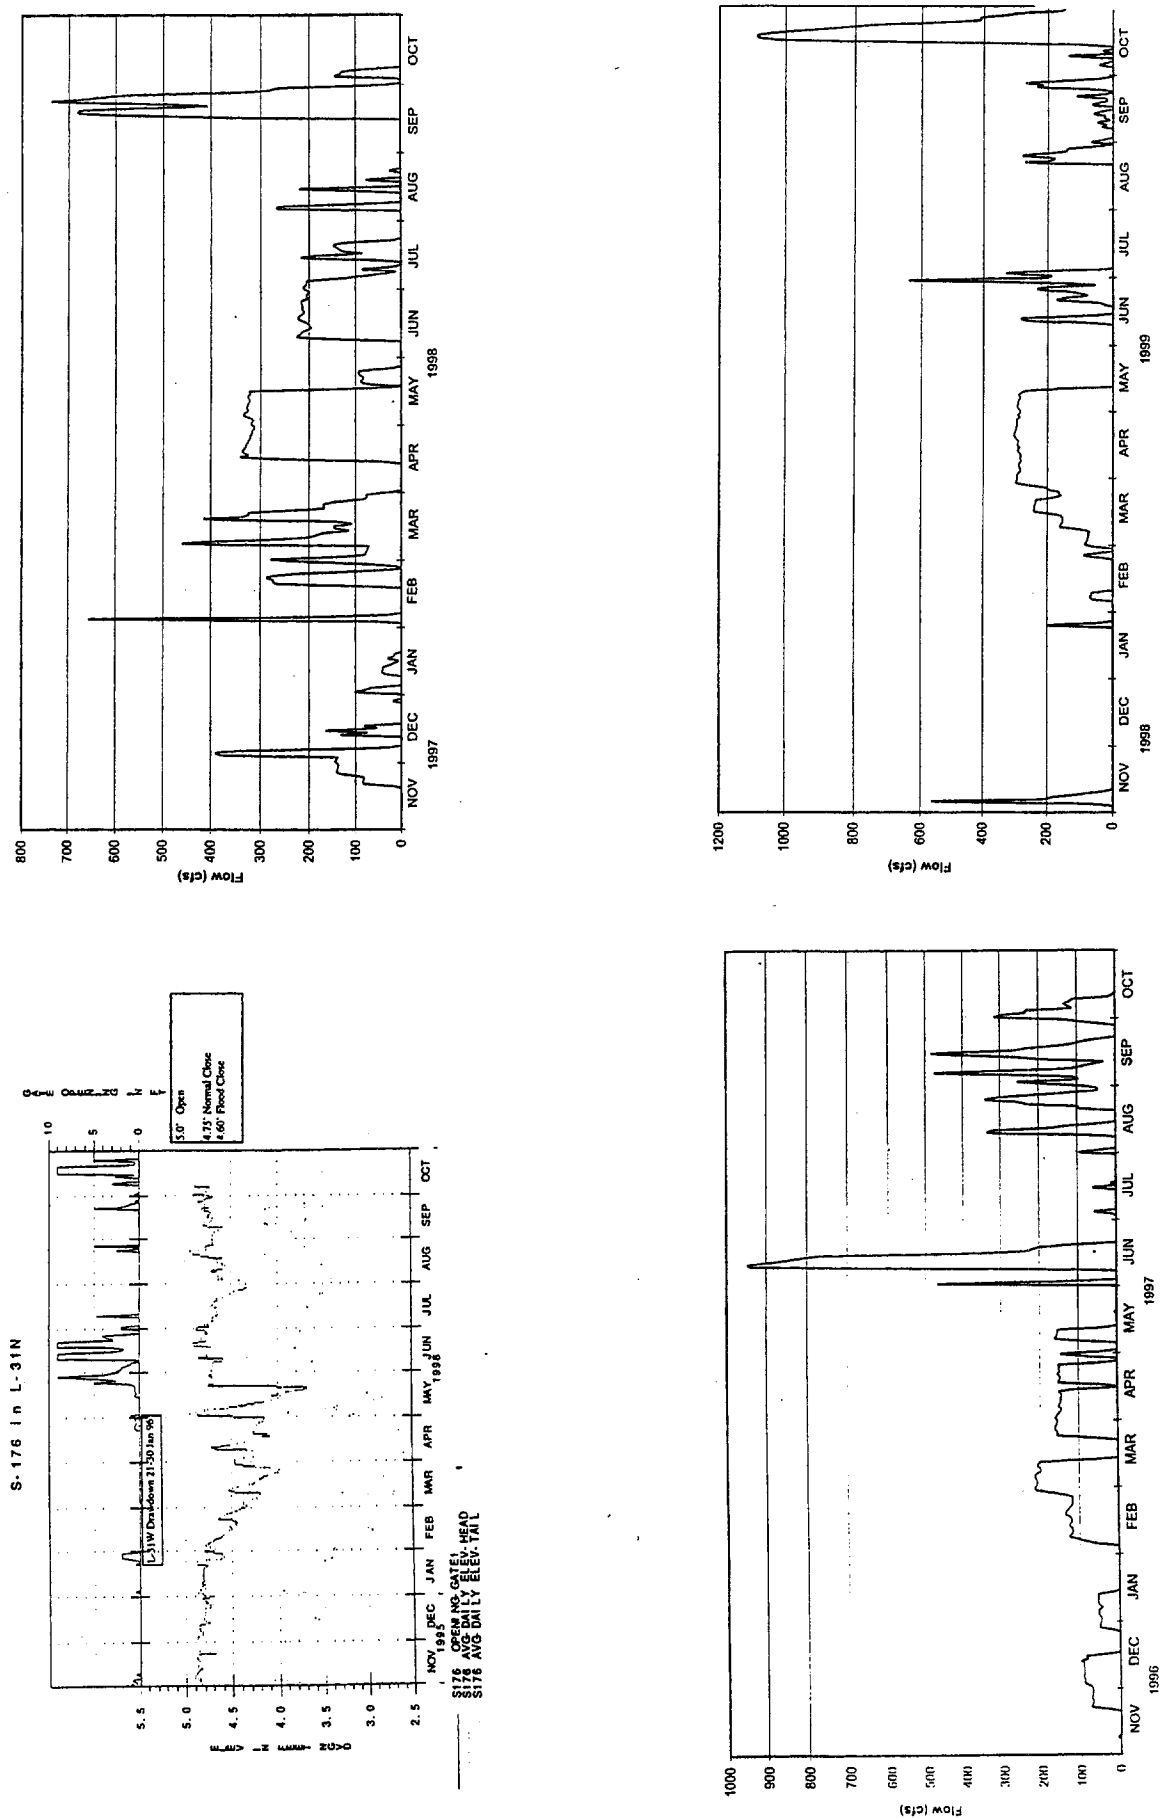 S-176 in L-31N
10
5
0
5.0' Open
4.75' Normal Close
4.60' Flood Close
L-31W Drawdown 21-30 Jan 96
5.5
5.0
4.5
4.0
3.5
3.0
2.5
NOV DEC JAN FEB MAR APR MAY JUN JUL AUG SEP OCT
1995 1996
S176 OPENING-GATE1
S176 AVG-DAILY ELEV-HEAD
S176 AVG-DAILY ELEV-TAIL
Flow (cfs)
800
700
600
500
400
300
200
100
0
NOV DEC JAN FEB MAR APR MAY JUN JUL AUG SEP OCT
1997 1998
Flow (cfs)
1000
900
800
700
600
500
400
300
200
100
0
NOV DEC JAN FEB MAR APR MAY JUN JUL AUG SEP OCT
1996 1997
Flow (cfs)
1200
1000
800
600
400
200
0
NOV DEC JAN FEB MAR APR MAY JUN JUL AUG SEP OCT
1998 1999